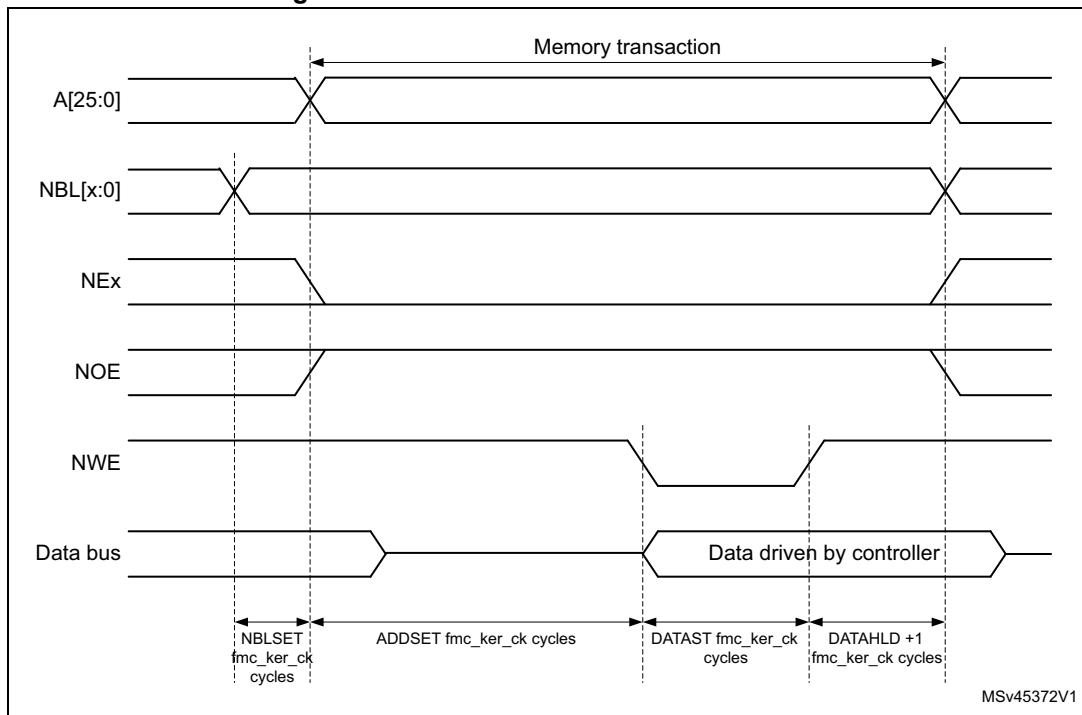 Memory transaction
A[25:0]
NBL[x:0]
NEx
NOE
NWE
Data bus
Data driven by controller
NBLSET
fmc_ker_ck
cycles
ADDSET fmc_ker_ck cycles
DATAST fmc_ker_ck
cycles
DATAHLD +1
fmc_ker_ck cycles
MSv45372V1